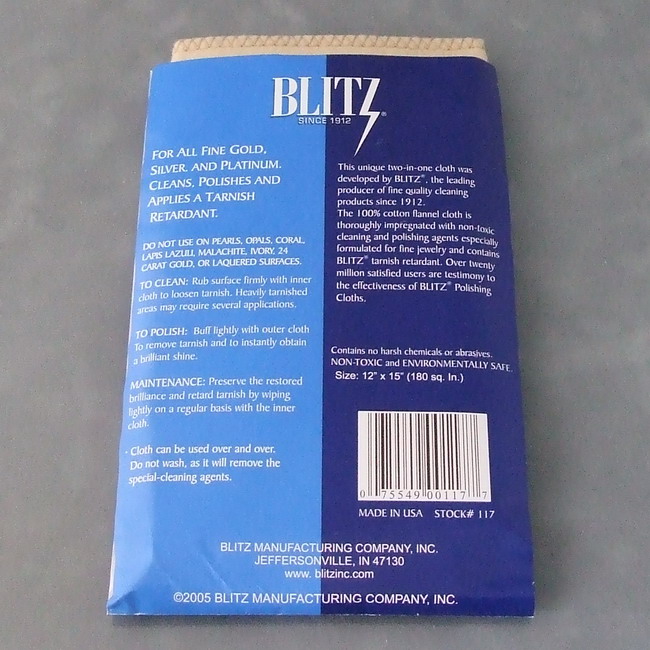 BLITZ®
SINCE 1912
FOR ALL FINE GOLD,
SILVER. AND PLATINUM.
CLEANS, POLISHES AND
APPLIES A TARNISH
RETARDANT.
DO NOT USE ON PEARLS, OPALS, CORAL,
LAPIS LAZULI, MALACHITE, IVORY, 24
CARAT GOLD, OR LAQUERED SURFACES.
TO CLEAN: Rub surface firmly with inner
cloth to loosen tarnish. Heavily tarnished
areas may require several applications.
TO POLISH: Buff lightly with outer cloth
To remove tarnish and to instantly obtain
a brilliant shine.
MAINTENANCE: Preserve the restored
brilliance and retard tarnish by wiping
lightly on a regular basis with the inner
cloth.
· Cloth can be used over and over.
Do not wash, as it will remove the
special-cleaning agents.
This unique two-in-one cloth was
developed by BLITZ®, the leading
producer of fine quality cleaning
products since 1912.
The 100% cotton flannel cloth is
thoroughly impregnated with non-toxic
cleaning and polishing agents especially
formulated for fine jewelry and contains
BLITZ® tarnish retardant. Over twenty
million satisfied users are testimony to
the effectiveness of BLITZ® Polishing
Cloths.
Contains no harsh chemicals or abrasives.
NON-TOXIC and ENVIRONMENTALLY SAFE.
Size: 12" x 15" (180 sq. In.)
0 75549 00117 7
MADE IN USA STOCK# 117
BLITZ MANUFACTURING COMPANY, INC.
JEFFERSONVILLE, IN 47130
www. blitzinc.com
©2005 BLITZ MANUFACTURING COMPANY, INC.